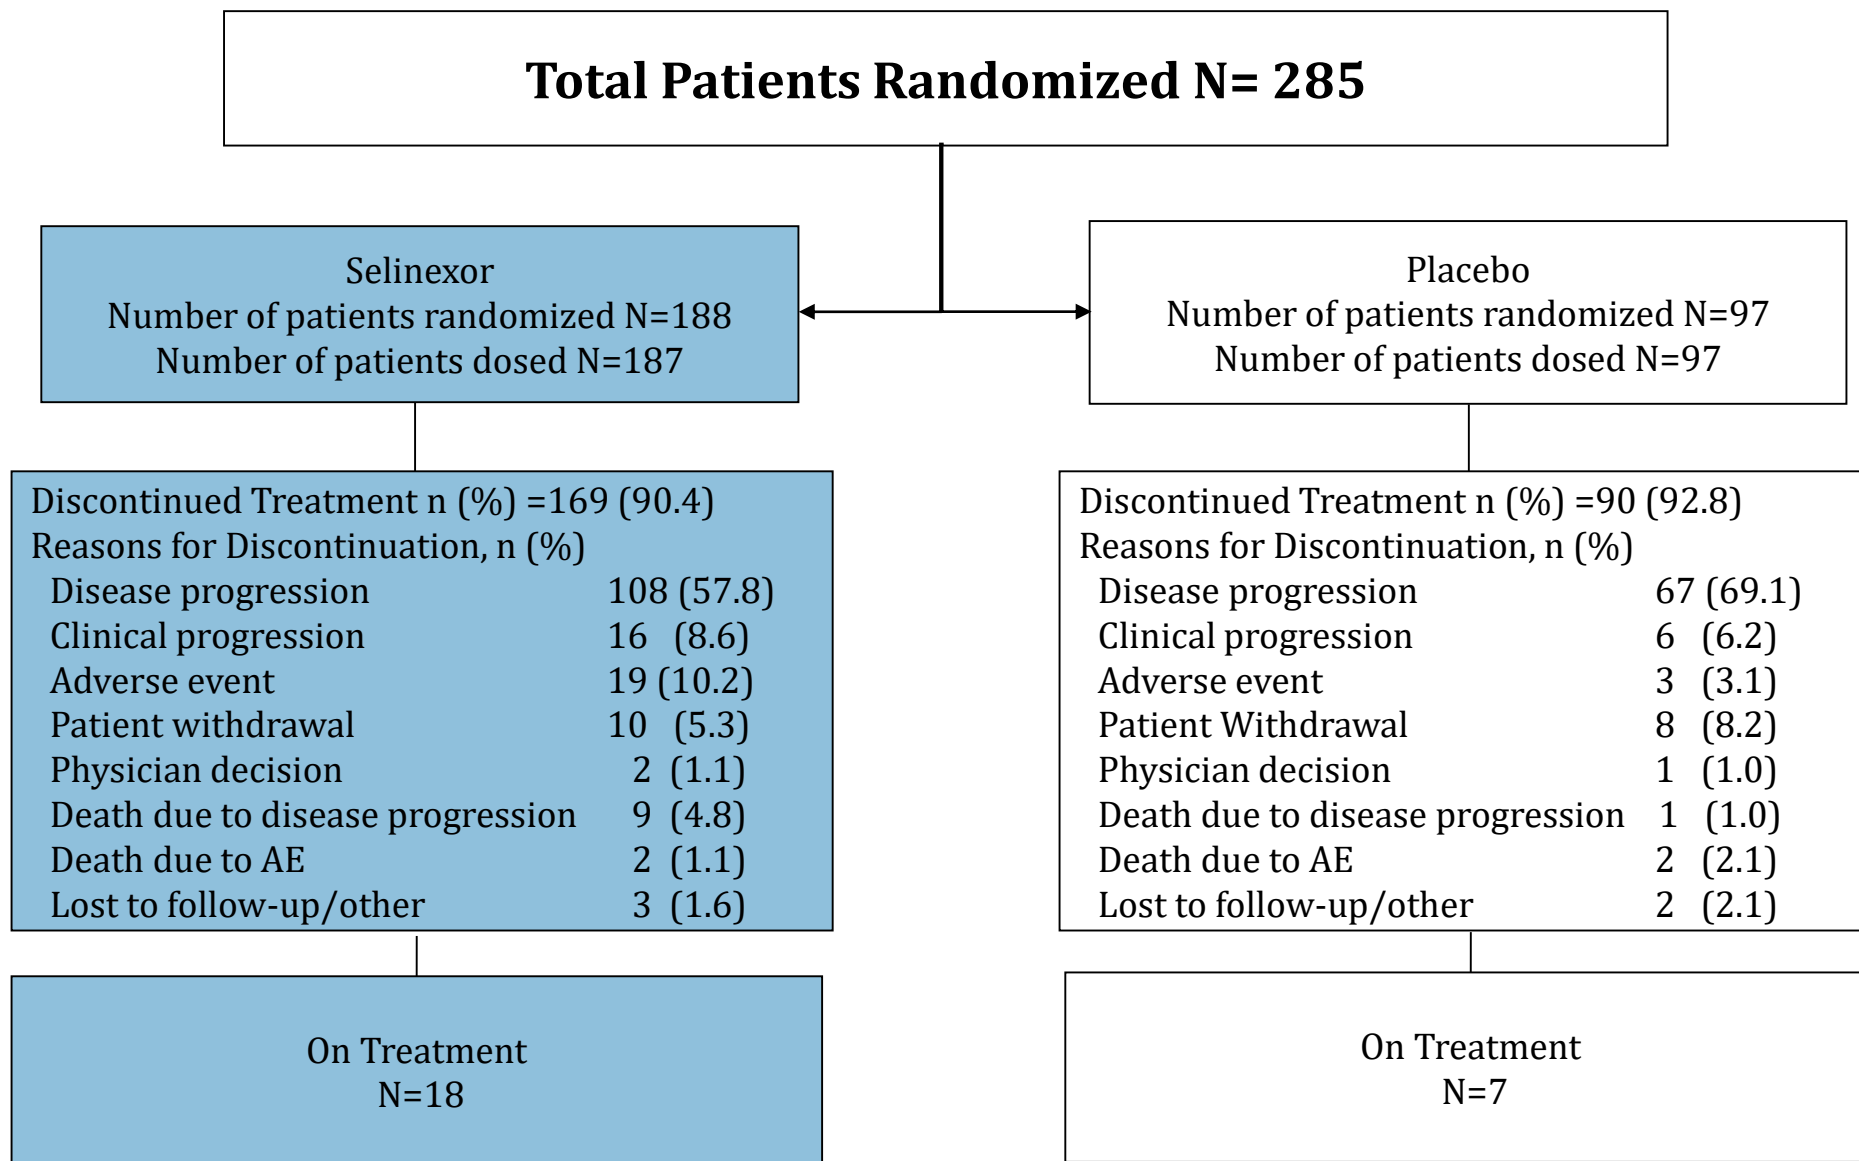 Total Patients Randomized N= 285
Selinexor
Number of patients randomized N=188
Number of patients dosed N=187
Placebo
Number of patients randomized N=97
Number of patients dosed N=97
Discontinued Treatment n (%) =169 (90.4)
Reasons for Discontinuation, n (%)
Disease progression 108 (57.8)
Clinical progression 16 (8.6)
Adverse event 19 (10.2)
Patient withdrawal 10 (5.3)
Physician decision 2 (1.1)
Death due to disease progression 9 (4.8)
Death due to AE 2 (1.1)
Lost to follow-up/other 3 (1.6)
Discontinued Treatment n (%) =90 (92.8)
Reasons for Discontinuation, n (%)
Disease progression 67 (69.1)
Clinical progression 6 (6.2)
Adverse event 3 (3.1)
Patient Withdrawal 8 (8.2)
Physician decision 1 (1.0)
Death due to disease progression 1 (1.0)
Death due to AE 2 (2.1)
Lost to follow-up/other 2 (2.1)
On Treatment
N=18
On Treatment
N=7